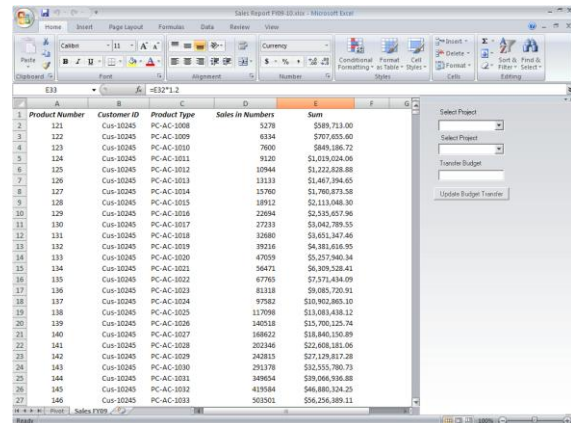 Sales Report FY09-10.xlsx - Microsoft Excel
Home Insert Page Layout Formulas Data Review View
Calibri 11 Currency
Paste Conditional Formatting Format as Table Cell Styles Insert Delete Format Sort & Filter Find & Select
Clipboard Font Alignment Number Styles Cells Editing
E33 =E32*1.2
A B C D E F G
1 Product Number Customer ID Product Type Sales in Numbers Sum
2 121 Cus-10245 PC-AC-1008 5278 $589,713.00
3 122 Cus-10245 PC-AC-1009 6334 $707,655.60
4 123 Cus-10245 PC-AC-1010 7600 $849,186.72
5 124 Cus-10245 PC-AC-1011 9120 $1,019,024.06
6 125 Cus-10245 PC-AC-1012 10944 $1,222,828.88
7 126 Cus-10245 PC-AC-1013 13133 $1,467,394.65
8 127 Cus-10245 PC-AC-1014 15760 $1,760,873.58
9 128 Cus-10245 PC-AC-1015 18912 $2,113,048.30
10 129 Cus-10245 PC-AC-1016 22694 $2,535,657.96
11 130 Cus-10245 PC-AC-1017 27233 $3,042,789.55
12 131 Cus-10245 PC-AC-1018 32680 $3,651,347.46
13 132 Cus-10245 PC-AC-1019 39216 $4,381,616.95
14 133 Cus-10245 PC-AC-1020 47059 $5,257,940.34
15 134 Cus-10245 PC-AC-1021 56471 $6,309,528.41
16 135 Cus-10245 PC-AC-1022 67765 $7,571,434.09
17 136 Cus-10245 PC-AC-1023 81318 $9,085,720.91
18 137 Cus-10245 PC-AC-1024 97582 $10,902,865.10
19 138 Cus-10245 PC-AC-1025 117098 $13,083,438.12
20 139 Cus-10245 PC-AC-1026 140518 $15,700,125.74
21 140 Cus-10245 PC-AC-1027 168622 $18,840,150.89
22 141 Cus-10245 PC-AC-1028 202346 $22,608,181.06
23 142 Cus-10245 PC-AC-1029 242815 $27,129,817.28
24 143 Cus-10245 PC-AC-1030 291378 $32,555,780.73
25 144 Cus-10245 PC-AC-1031 349654 $39,066,936.88
26 145 Cus-10245 PC-AC-1032 419584 $46,880,324.25
27 146 Cus-10245 PC-AC-1033 503501 $56,256,389.11
Pivot Sales FY09
Ready 100%
Select Project
Select Project
Transfer Budget
Update Budget Transfer